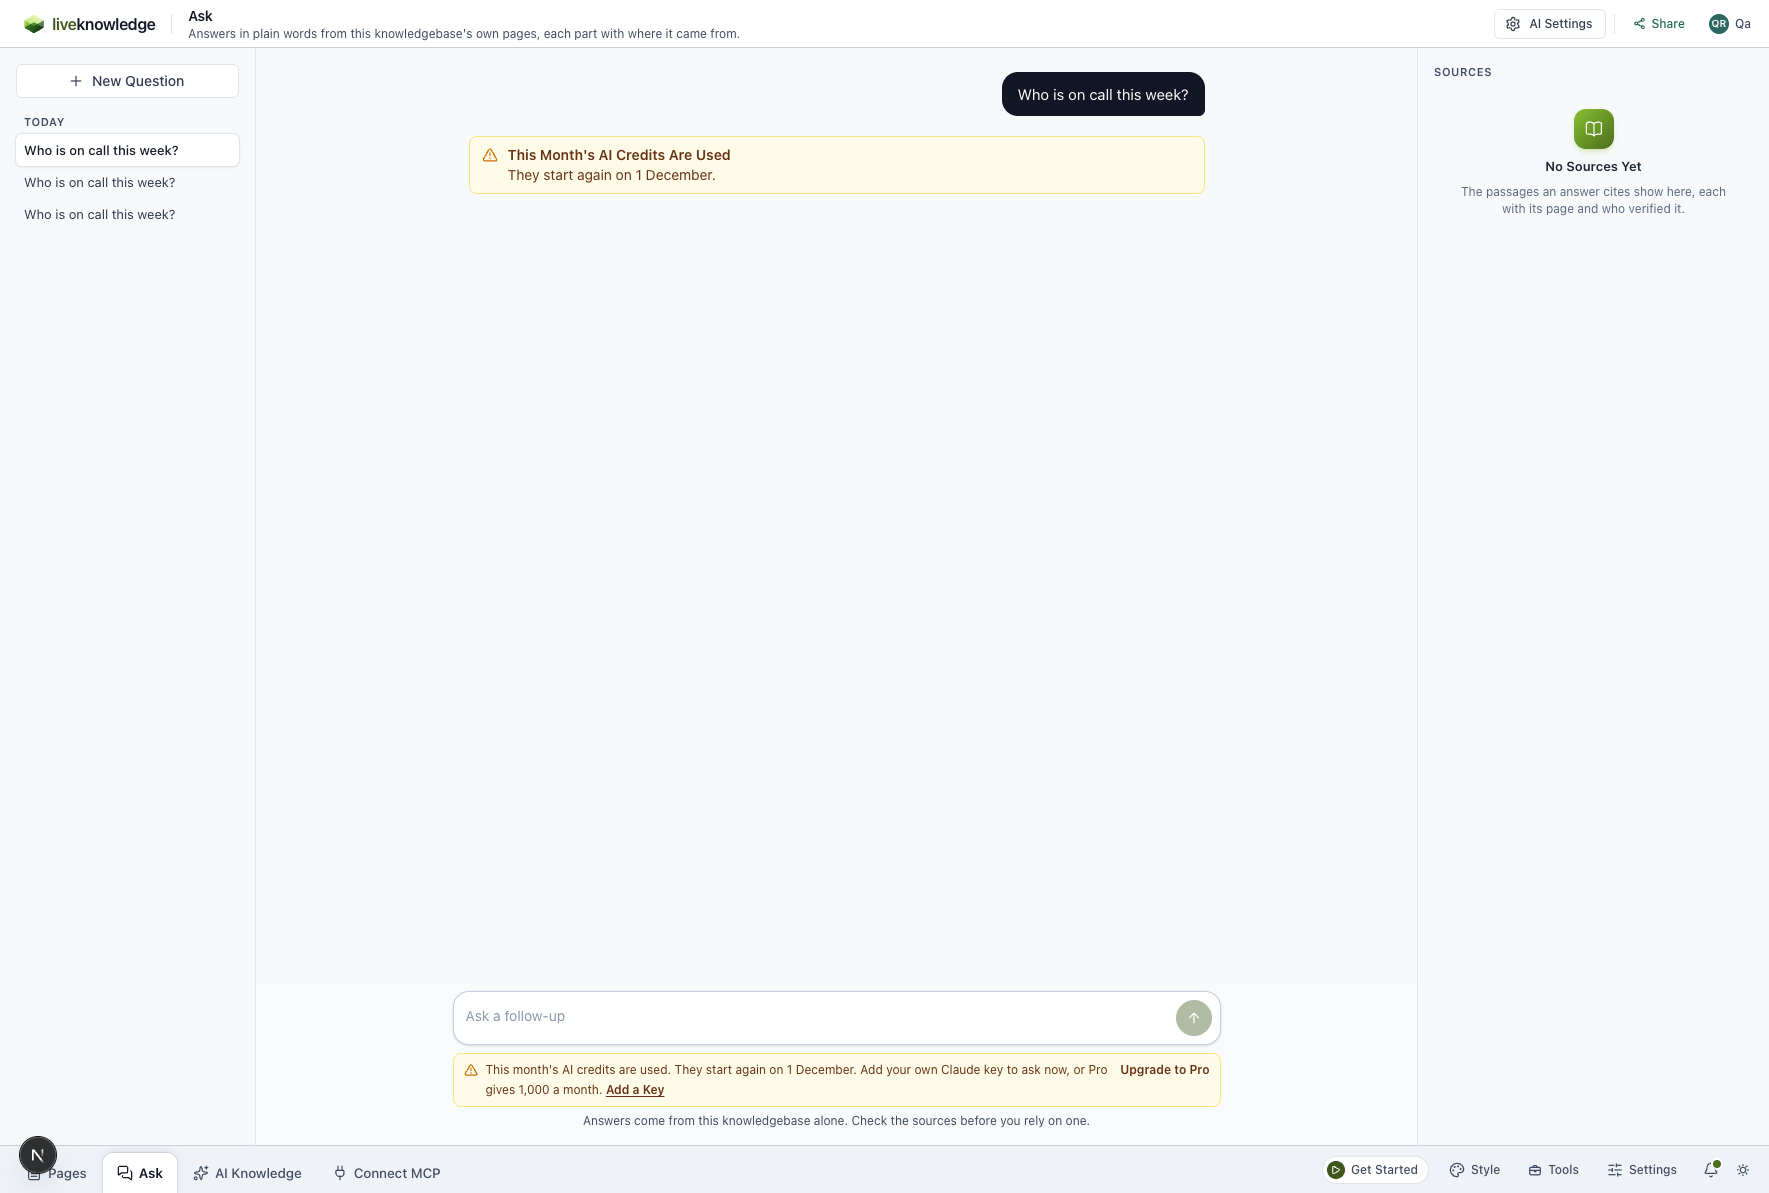 liveknowledge
Ask
Answers in plain words from this knowledgebase's own pages, each part with where it came from.
AI Settings
Share
QR
Qa
New Question
TODAY
Who is on call this week?
Who is on call this week?
Who is on call this week?
Who is on call this week?
This Month's AI Credits Are Used
They start again on 1 December.
SOURCES
No Sources Yet
The passages an answer cites show here, each
with its page and who verified it.
Ask a follow-up
This month's AI credits are used. They start again on 1 December. Add your own Claude key to ask now, or Pro
gives 1,000 a month. Add a Key
Upgrade to Pro
Answers come from this knowledgebase alone. Check the sources before you rely on one.
N
Pages
Ask
AI Knowledge
Connect MCP
Get Started
Style
Tools
Settings